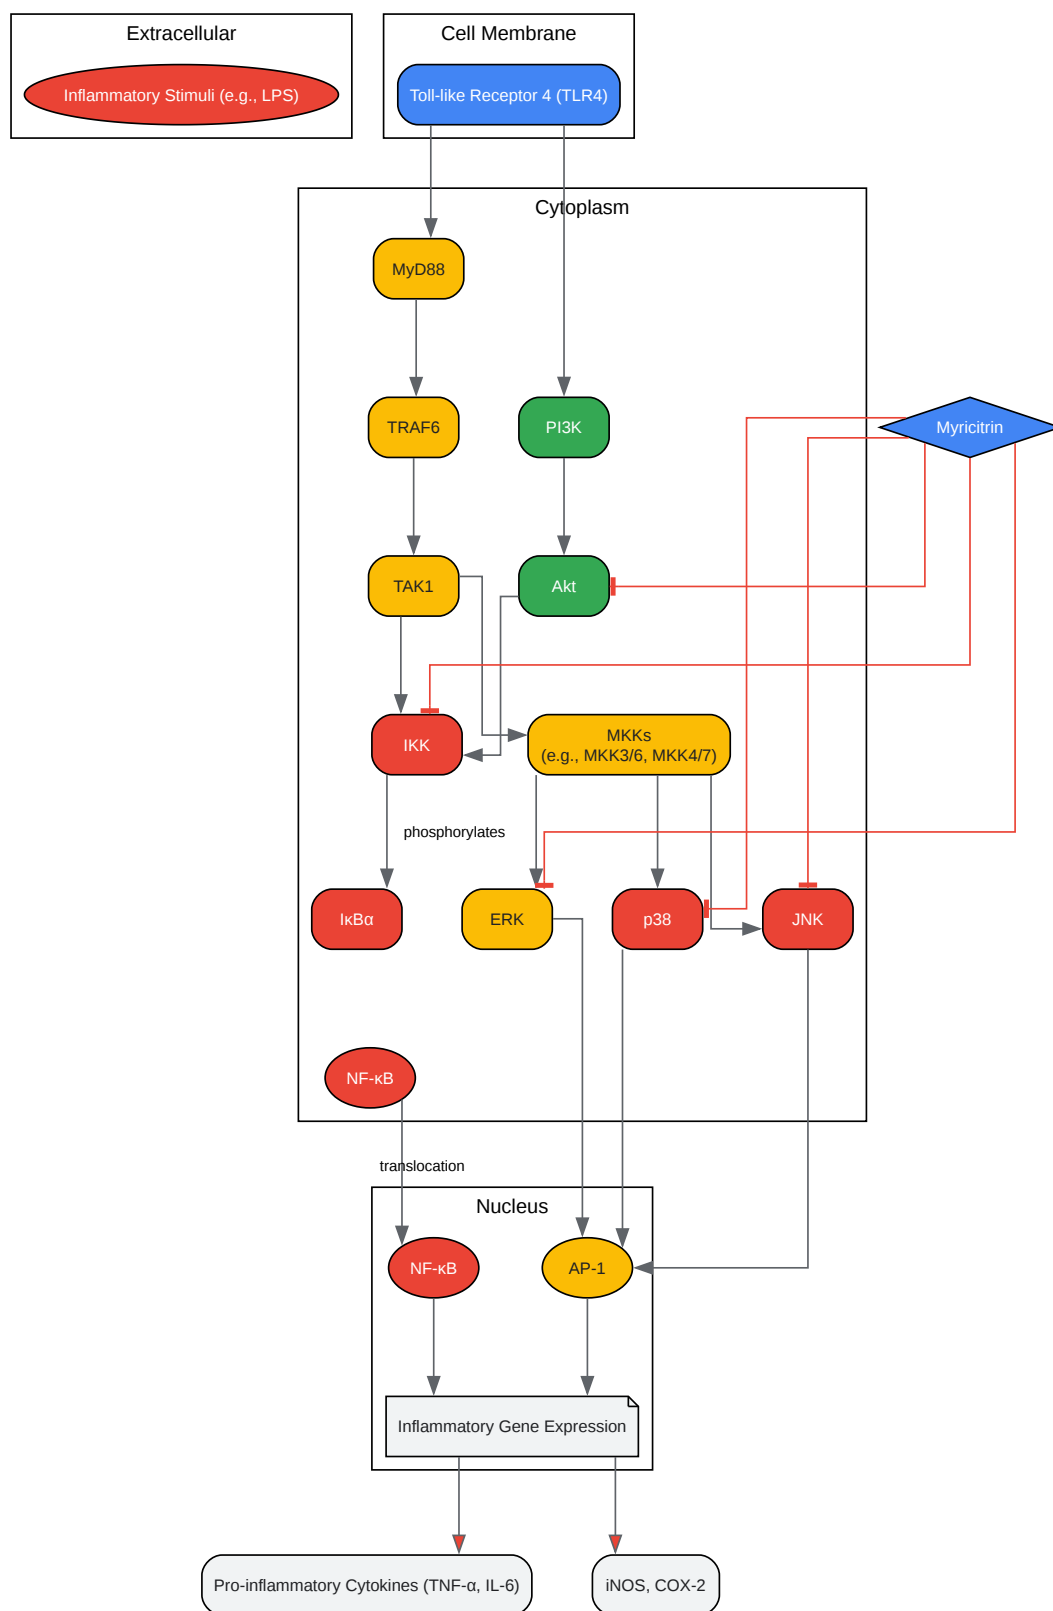 Extracellular
Cell Membrane
Inflammatory Stimuli (e.g., LPS)
Toll-like Receptor 4 (TLR4)
Cytoplasm
MyD88
TRAF6
PI3K
Myricitrin
TAK1
Akt
IKK
MKKs
(e.g., MKK3/6, MKK4/7)
phosphorylates
IκBα
ERK
p38
JNK
NF-κB
translocation
Nucleus
NF-κB
AP-1
Inflammatory Gene Expression
Pro-inflammatory Cytokines (TNF-α, IL-6)
iNOS, COX-2